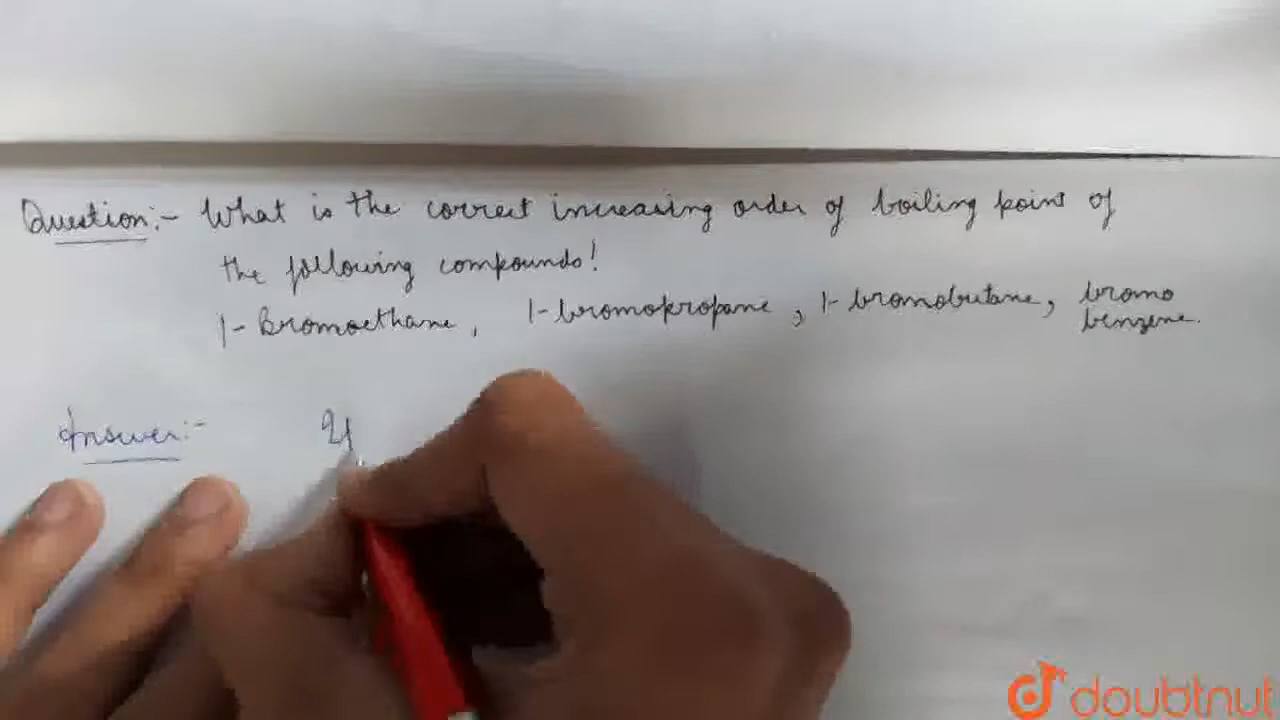 Question:- What is the correct increasing order of boiling point of
the following compounds!
1-Bromoethane, 1-bromopropane, 1-bromobutane, bromo
benzene.
Answer:-
doubtnut